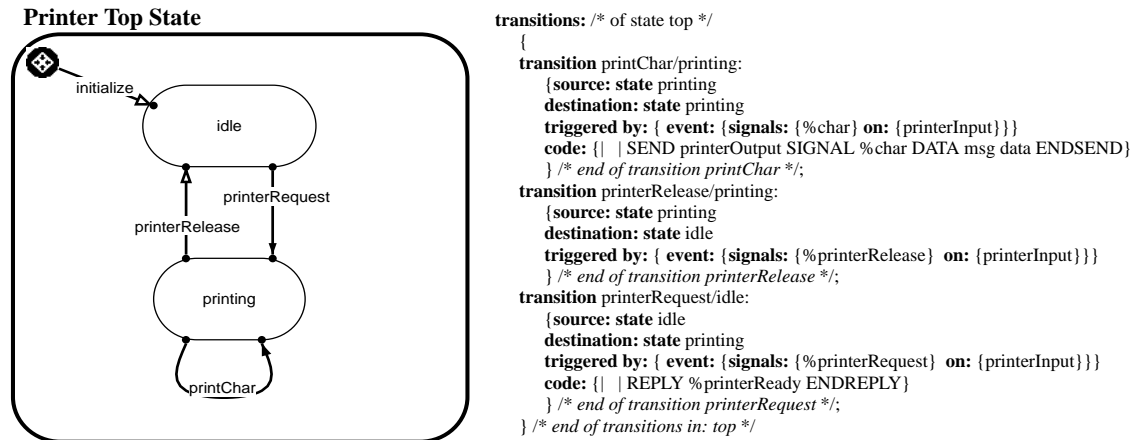 Printer Top State
initialize
idle
printerRequest
printerRelease
printing
printChar
transitions: /* of state top */
{
transition printChar/printing:
{source: state printing
destination: state printing
triggered by: { event: {signals: {%char} on: {printerInput}}}
code: {| | SEND printerOutput SIGNAL %char DATA msg data ENDSEND}
} /* end of transition printChar */;
transition printerRelease/printing:
{source: state printing
destination: state idle
triggered by: { event: {signals: {%printerRelease} on: {printerInput}}}
} /* end of transition printerRelease */;
transition printerRequest/idle:
{source: state idle
destination: state printing
triggered by: { event: {signals: {%printerRequest} on: {printerInput}}}
code: {| | REPLY %printerReady ENDREPLY}
} /* end of transition printerRequest */;
} /* end of transitions in: top */